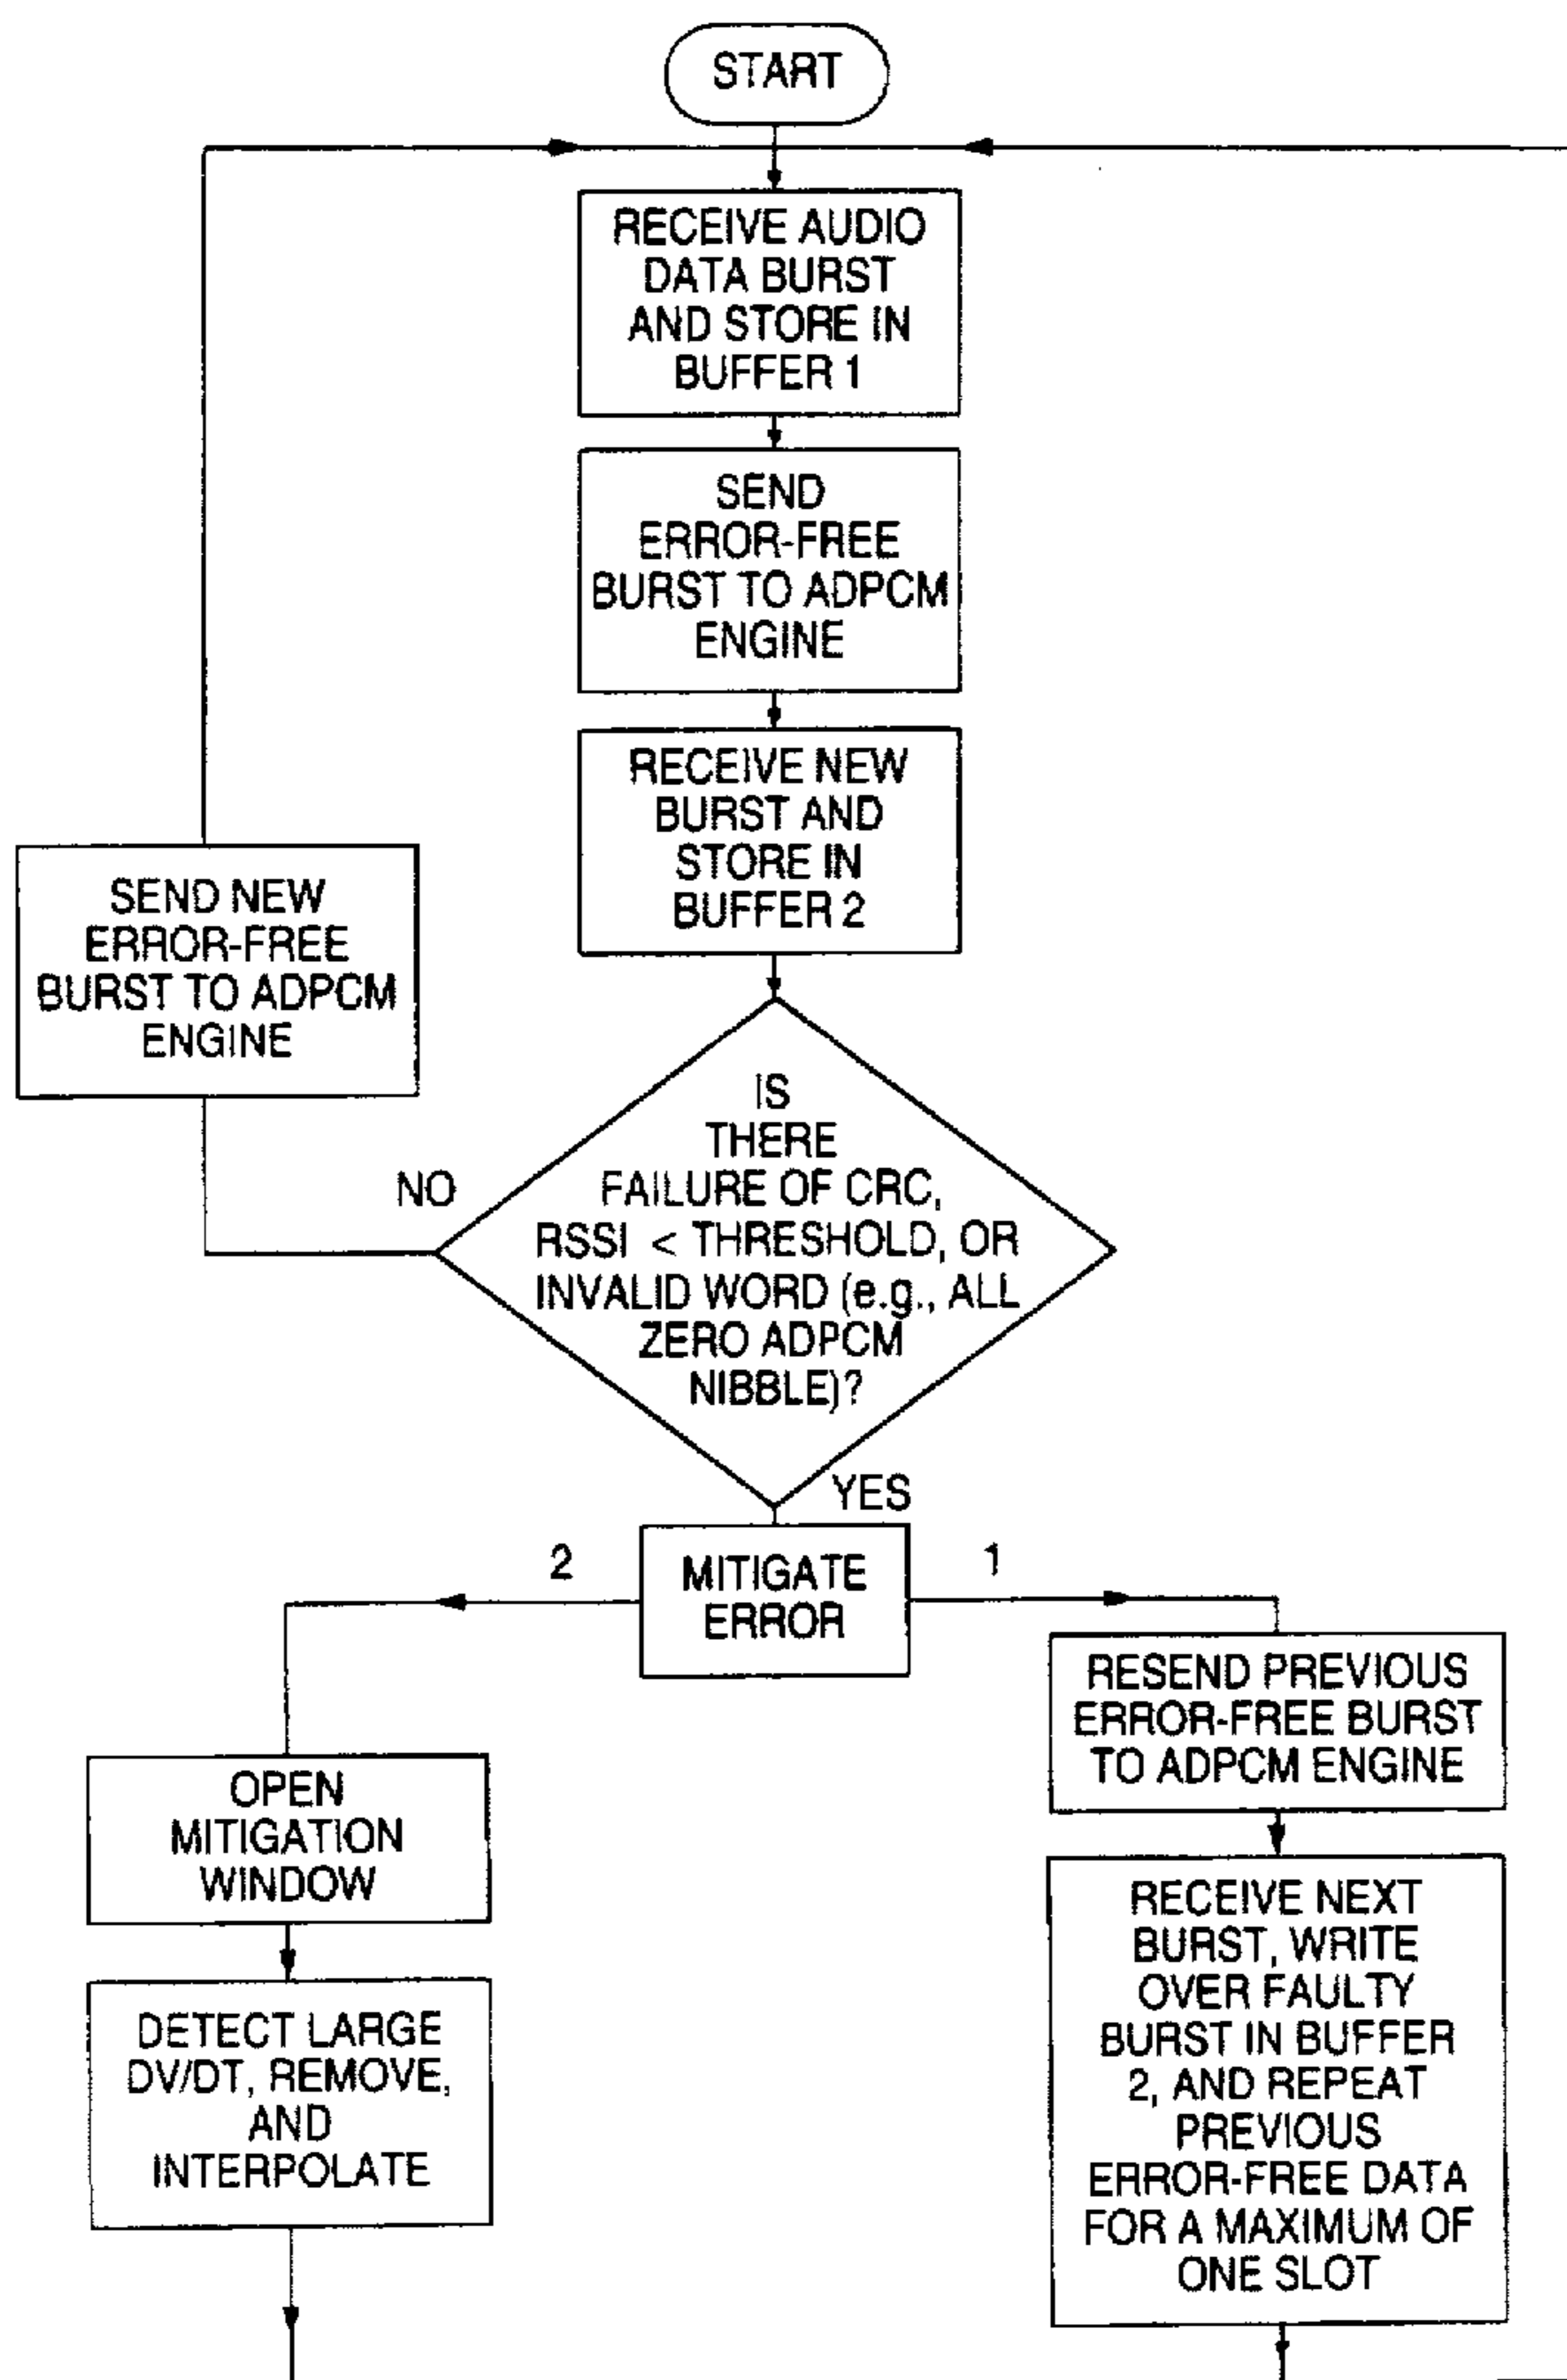 START
RECEIVE AUDIO
DATA BURST
AND STORE IN
BUFFER 1
SEND
ERROR-FREE
BURST TO ADPCM
ENGINE
RECEIVE NEW
BURST AND
STORE IN
BUFFER 2
SEND NEW
ERROR-FREE
BURST TO ADPCM
ENGINE
IS
THERE
FAILURE OF CRC,
RSSI < THRESHOLD, OR
INVALID WORD (e.g., ALL
ZERO ADPCM
NIBBLE)?
NO
YES
MITIGATE
ERROR
2
1
RESEND PREVIOUS
ERROR-FREE BURST
TO ADPCM ENGINE
OPEN
MITIGATION
WINDOW
RECEIVE NEXT
BURST, WRITE
OVER FAULTY
BURST IN BUFFER
2, AND REPEAT
PREVIOUS
ERROR-FREE DATA
FOR A MAXIMUM OF
ONE SLOT
DETECT LARGE
DV/DT, REMOVE,
AND
INTERPOLATE